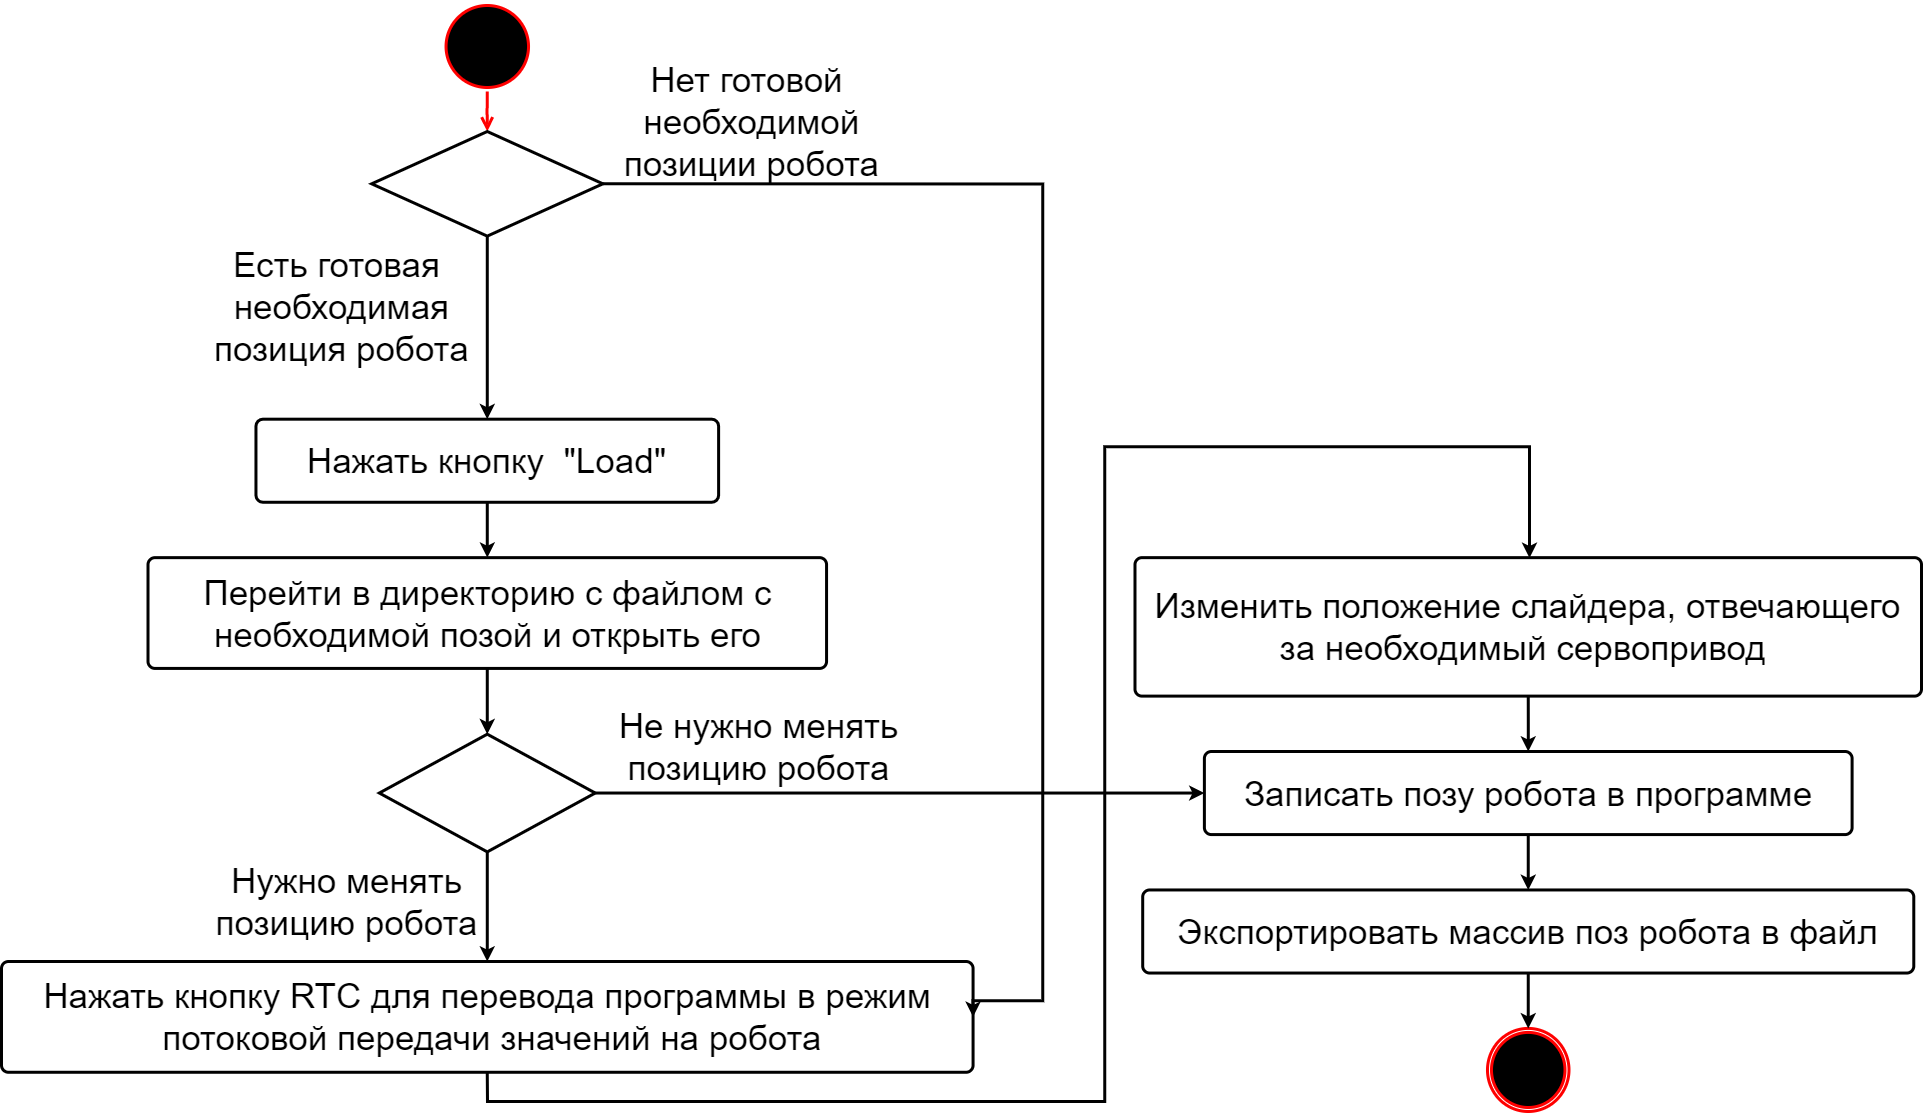 Нет готовой
необходимой
позиции робота
Есть готовая
необходимая
позиция робота
Нажать кнопку "Load"
Перейти в директорию с файлом с
необходимой позой и открыть его
Не нужно менять
позицию робота
Нужно менять
позицию робота
Нажать кнопку RTC для перевода программы в режим
потоковой передачи значений на робота
Изменить положение слайдера, отвечающего
за необходимый сервопривод
Записать позу робота в программе
Экспортировать массив поз робота в файл